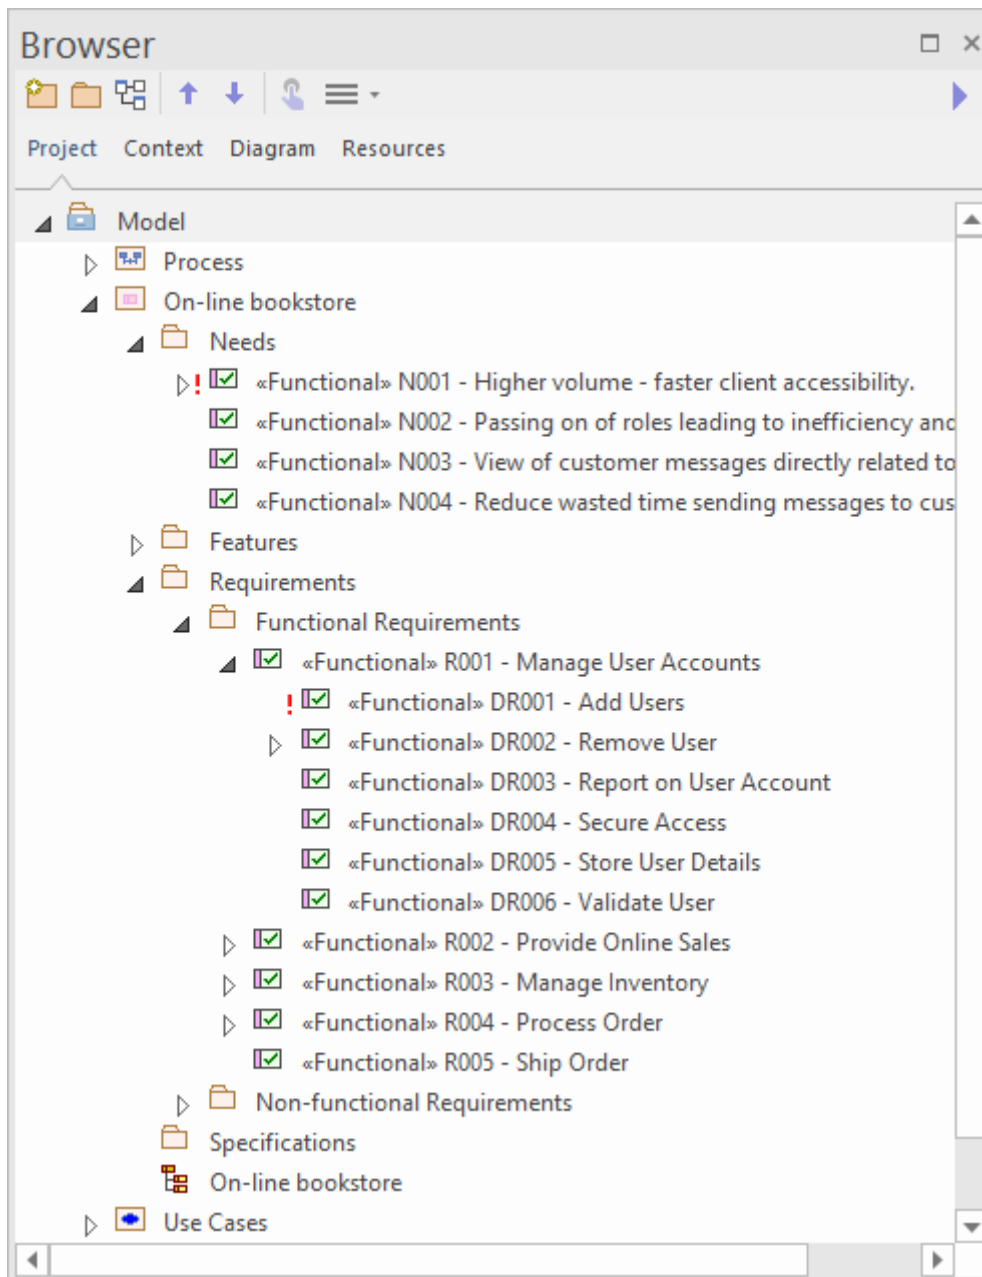 Browser
Project Context Diagram Resources
Model
Process
On-line bookstore
Needs
«Functional» N001 - Higher volume - faster client accessibility.
«Functional» N002 - Passing on of roles leading to inefficiency and
«Functional» N003 - View of customer messages directly related to
«Functional» N004 - Reduce wasted time sending messages to cus
Features
Requirements
Functional Requirements
«Functional» R001 - Manage User Accounts
«Functional» DR001 - Add Users
«Functional» DR002 - Remove User
«Functional» DR003 - Report on User Account
«Functional» DR004 - Secure Access
«Functional» DR005 - Store User Details
«Functional» DR006 - Validate User
«Functional» R002 - Provide Online Sales
«Functional» R003 - Manage Inventory
«Functional» R004 - Process Order
«Functional» R005 - Ship Order
Non-functional Requirements
Specifications
On-line bookstore
Use Cases